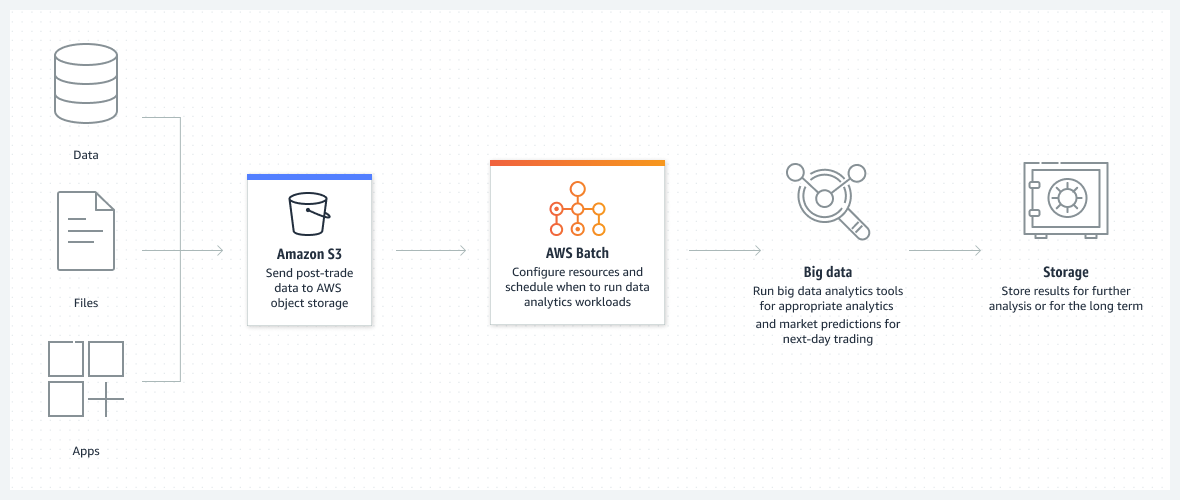 Data
Files
Apps
Amazon S3
Send post-trade
data to AWS
object storage
AWS Batch
Configure resources and
schedule when to run data
analytics workloads
Big data
Run big data analytics tools
for appropriate analytics
and market predictions for
next-day trading
Storage
Store results for further
analysis or for the long term